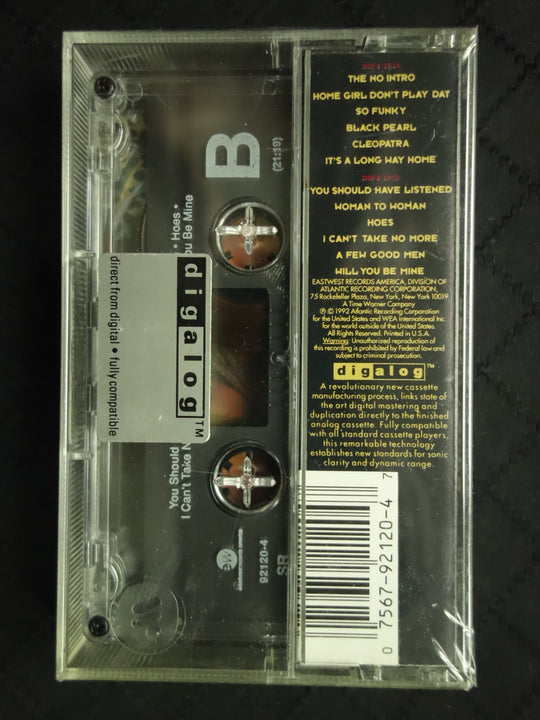 THE NO INTRO
HOME GIRL DON'T PLAY DAT
SO FUNKY
BLACK PEARL
CLEOPATRA
IT'S A LONG WAY HOME
YOU SHOULD HAVE LISTENED
WOMAN TO WOMAN
HOES
I CAN'T TAKE NO MORE
A FEW GOOD MEN
WILL YOU BE MINE
EASTWEST RECORDS AMERICA, DIVISION OF
ATLANTIC RECORDING CORPORATION,
75 Rockefeller Plaza, New York, New York 10019
A Time Warner Company
℗ © 1992 Atlantic Recording Corporation
for the United States and WEA International Inc.
for the world outside of the United States.
All Rights Reserved. Printed in U.S.A.
Warning: Unauthorized reproduction of
this recording is prohibited by Federal law and
subject to criminal prosecution.
digalog™
A revolutionary new cassette
manufacturing process, links state of
the art digital mastering and
duplication directly to the finished
analog cassette. Fully compatible
with all standard cassette players,
this remarkable technology
establishes new standards for sonic
clarity and dynamic range.
0 7567-92120-4 7
B
(21:19)
• Hoes •
ou Be Mine
You Should
I Can't Take N
digalog™
direct from digital • fully compatible
ew
eastwest records america
92120-4
SR